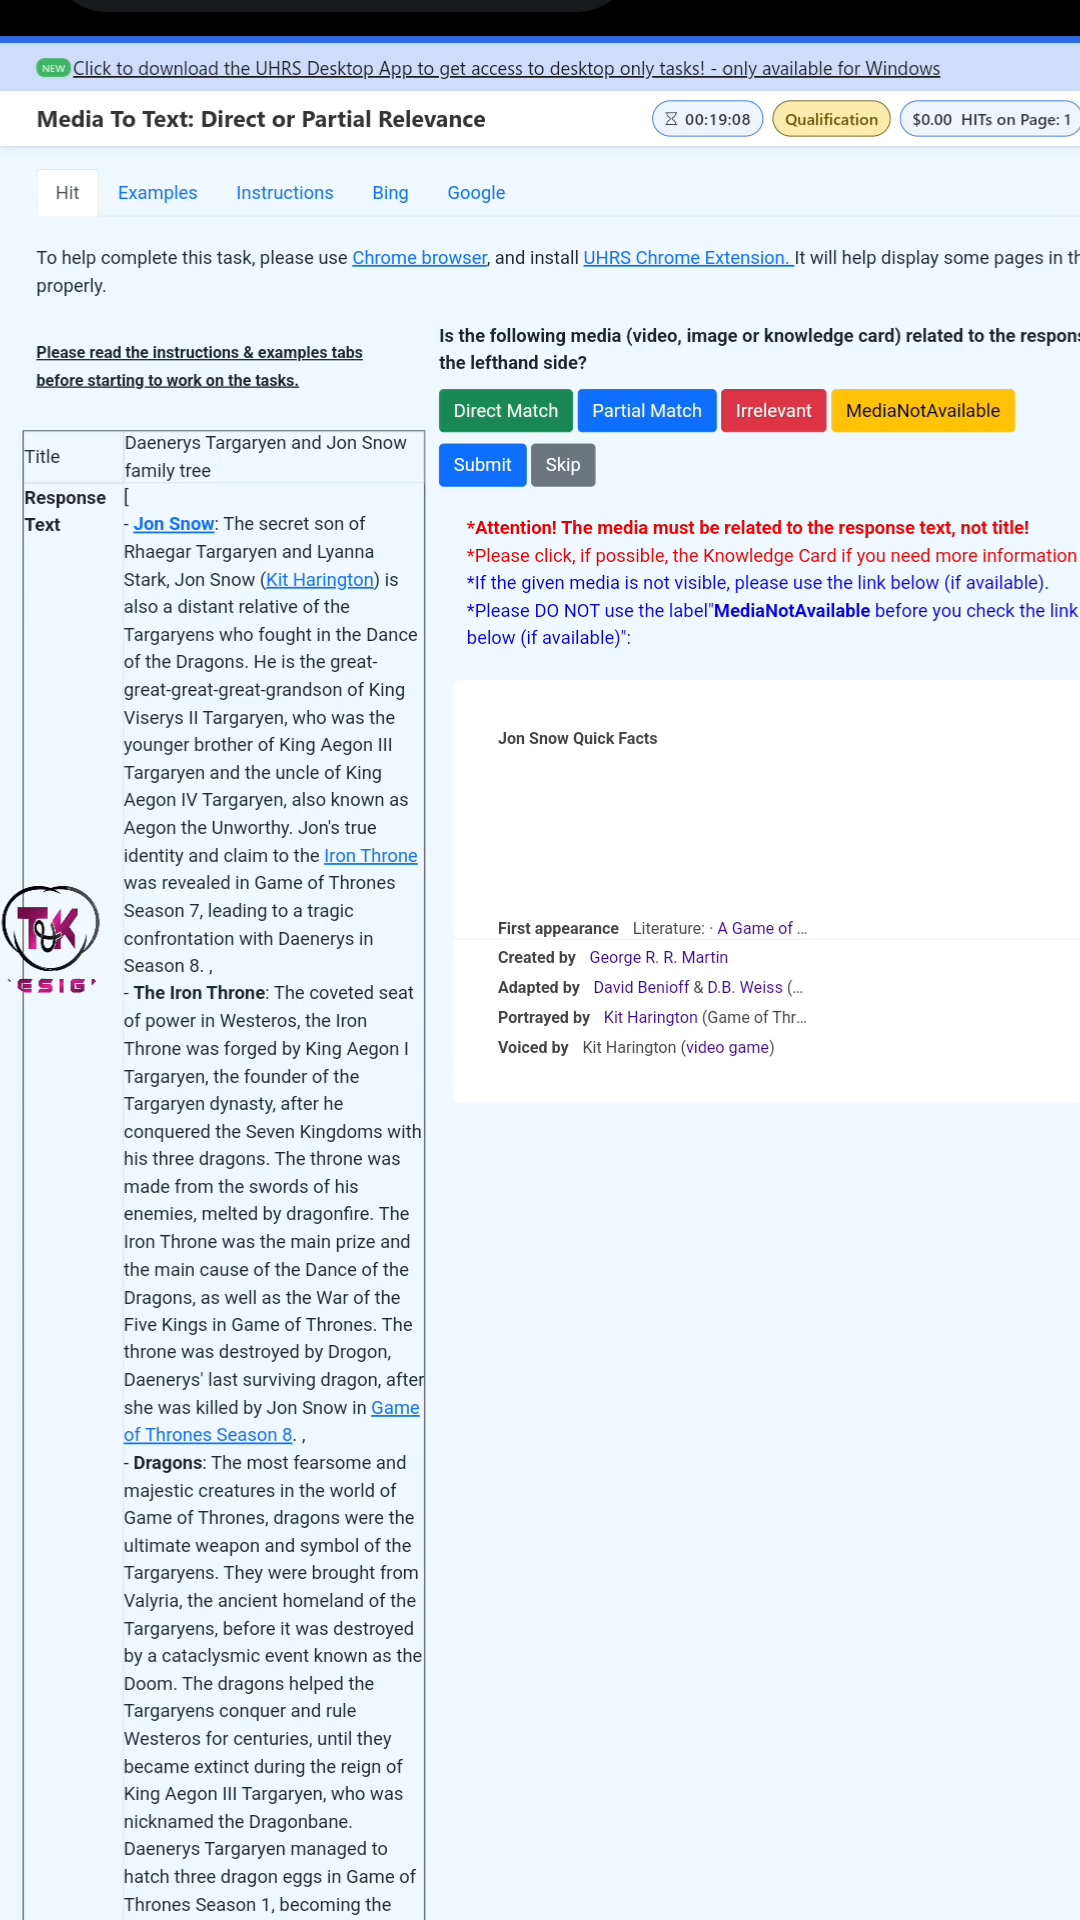 NEW Click to download the UHRS Desktop App to get access to desktop only tasks! - only available for Windows
Media To Text: Direct or Partial Relevance
00:19:08
Qualification
$0.00 HITs on Page: 1
Hit
Examples
Instructions
Bing
Google
To help complete this task, please use Chrome browser, and install UHRS Chrome Extension. It will help display some pages in th
properly.
Please read the instructions & examples tabs
before starting to work on the tasks.
Title
Daenerys Targaryen and Jon Snow
family tree
Response
Text
[
- Jon Snow: The secret son of
Rhaegar Targaryen and Lyanna
Stark, Jon Snow (Kit Harington) is
also a distant relative of the
Targaryens who fought in the Dance
of the Dragons. He is the great-
great-great-great-grandson of King
Viserys II Targaryen, who was the
younger brother of King Aegon III
Targaryen and the uncle of King
Aegon IV Targaryen, also known as
Aegon the Unworthy. Jon's true
identity and claim to the Iron Throne
was revealed in Game of Thrones
Season 7, leading to a tragic
confrontation with Daenerys in
Season 8. ,
- The Iron Throne: The coveted seat
of power in Westeros, the Iron
Throne was forged by King Aegon I
Targaryen, the founder of the
Targaryen dynasty, after he
conquered the Seven Kingdoms with
his three dragons. The throne was
made from the swords of his
enemies, melted by dragonfire. The
Iron Throne was the main prize and
the main cause of the Dance of the
Dragons, as well as the War of the
Five Kings in Game of Thrones. The
throne was destroyed by Drogon,
Daenerys' last surviving dragon, after
she was killed by Jon Snow in Game
of Thrones Season 8. ,
- Dragons: The most fearsome and
majestic creatures in the world of
Game of Thrones, dragons were the
ultimate weapon and symbol of the
Targaryens. They were brought from
Valyria, the ancient homeland of the
Targaryens, before it was destroyed
by a cataclysmic event known as the
Doom. The dragons helped the
Targaryens conquer and rule
Westeros for centuries, until they
became extinct during the reign of
King Aegon III Targaryen, who was
nicknamed the Dragonbane.
Daenerys Targaryen managed to
hatch three dragon eggs in Game of
Thrones Season 1, becoming the
Is the following media (video, image or knowledge card) related to the respons
the lefthand side?
Direct Match
Partial Match
Irrelevant
MediaNotAvailable
Submit
Skip
*Attention! The media must be related to the response text, not title!
*Please click, if possible, the Knowledge Card if you need more information
*If the given media is not visible, please use the link below (if available).
*Please DO NOT use the label"MediaNotAvailable before you check the link
below (if available)":
Jon Snow Quick Facts
First appearance Literature: · A Game of ...
Created by George R. R. Martin
Adapted by David Benioff & D.B. Weiss (...
Portrayed by Kit Harington (Game of Thr...
Voiced by Kit Harington (video game)
ESIG